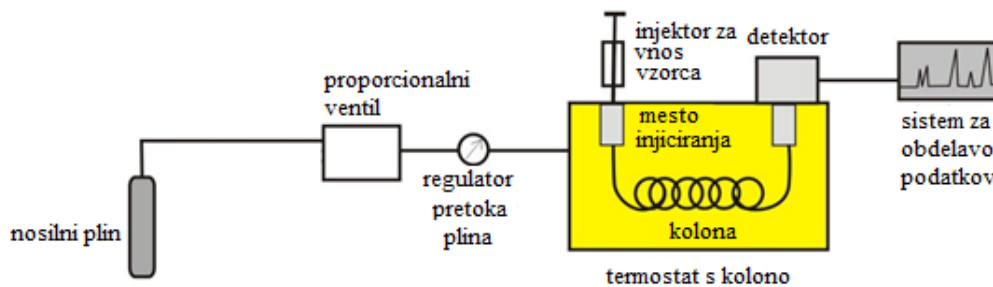 nosilni plin
proporcionalni
ventil
regulator
pretoka
plina
injektor za
vnos
vzorca
mesto
injiciranja
kolona
termostat s kolono
detektor
sistem za
obdelavo
podatkov